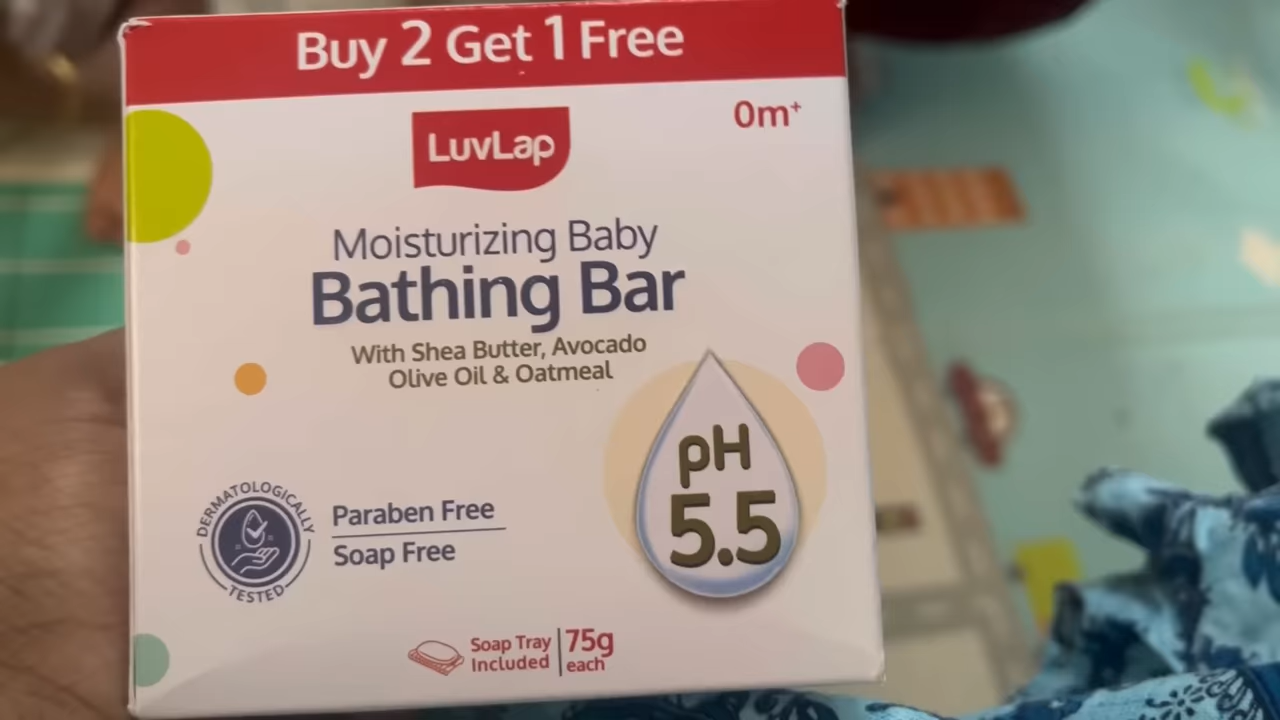 Buy 2 Get 1 Free
LuvLap
0m+
Moisturizing Baby
Bathing Bar
With Shea Butter, Avocado
Olive Oil & Oatmeal
pH
5.5
DERMATOLOGICALLY
TESTED
Paraben Free
Soap Free
Soap Tray
Included
75g
each